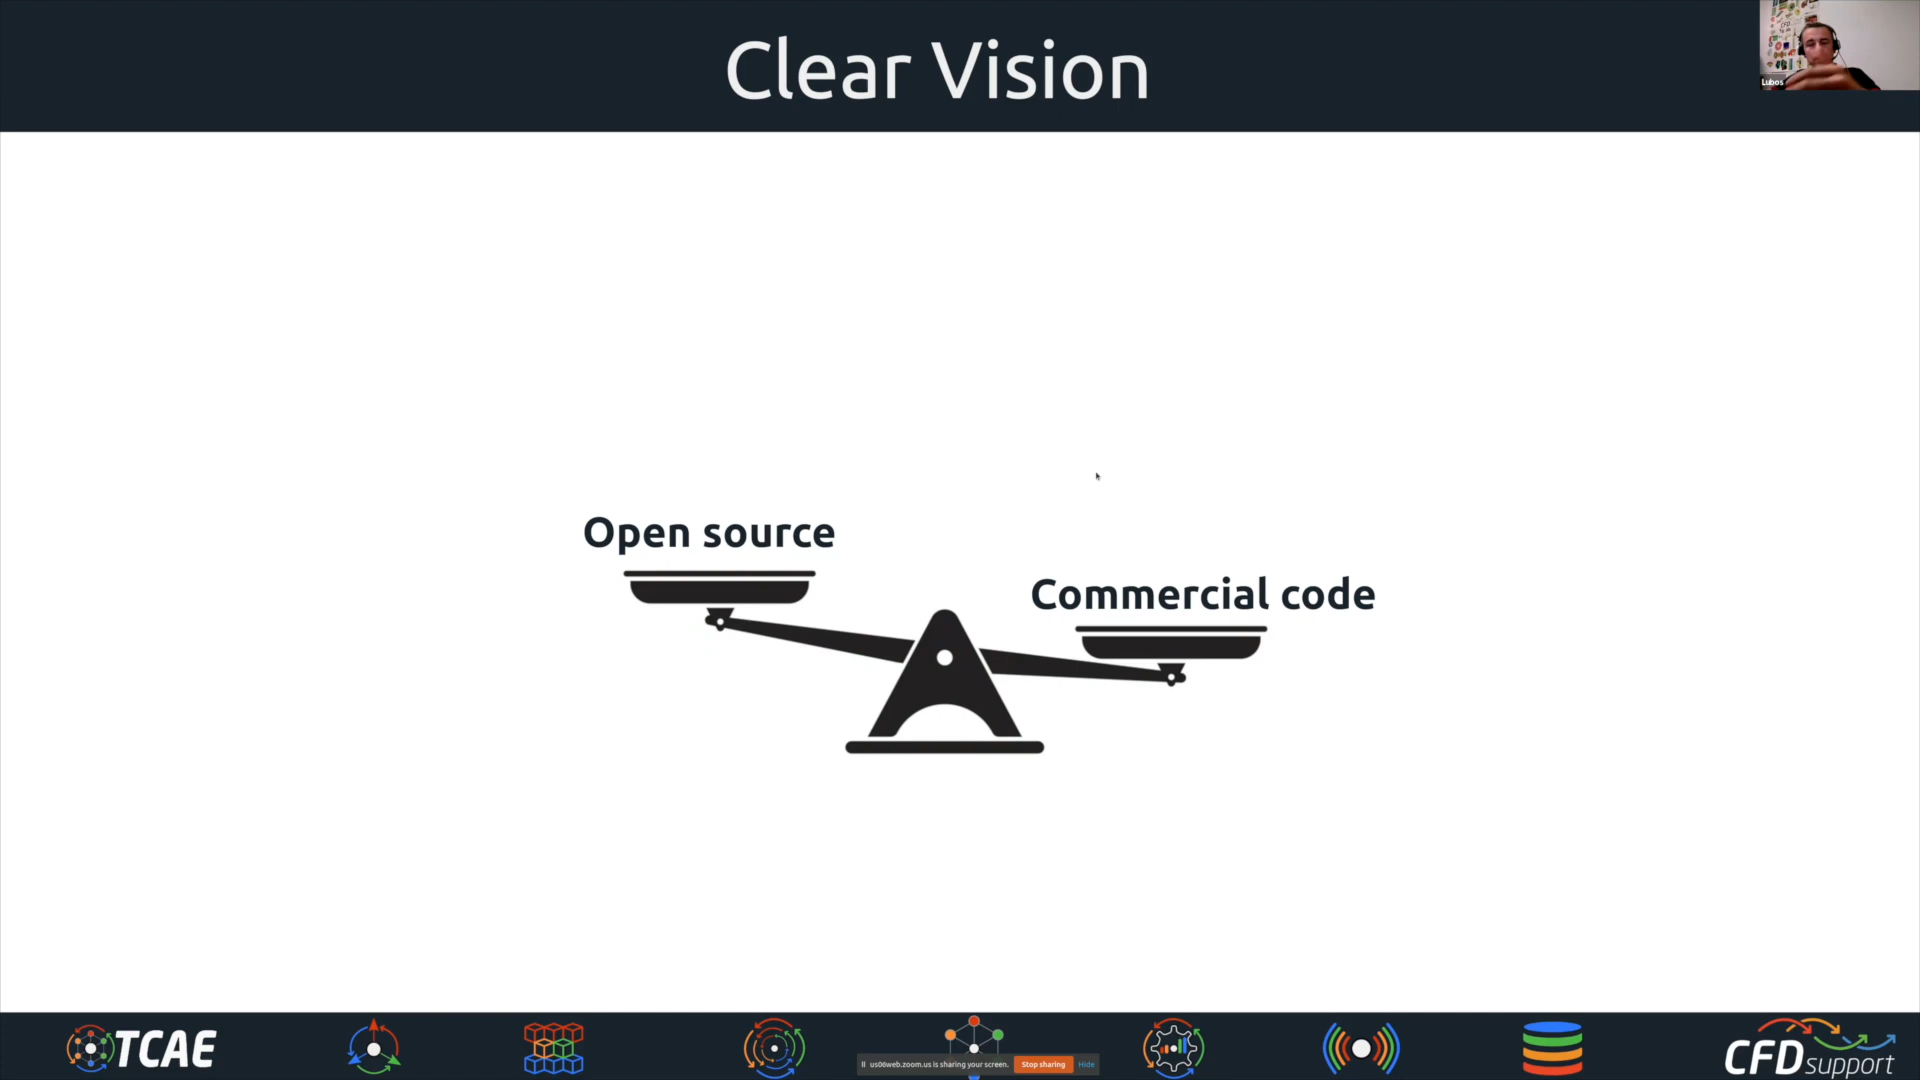 Clear Vision
Lubos
Open source
Commercial code
us06web.zoom.us is sharing your screen. Stop sharing Hide
TCAE
CFD support